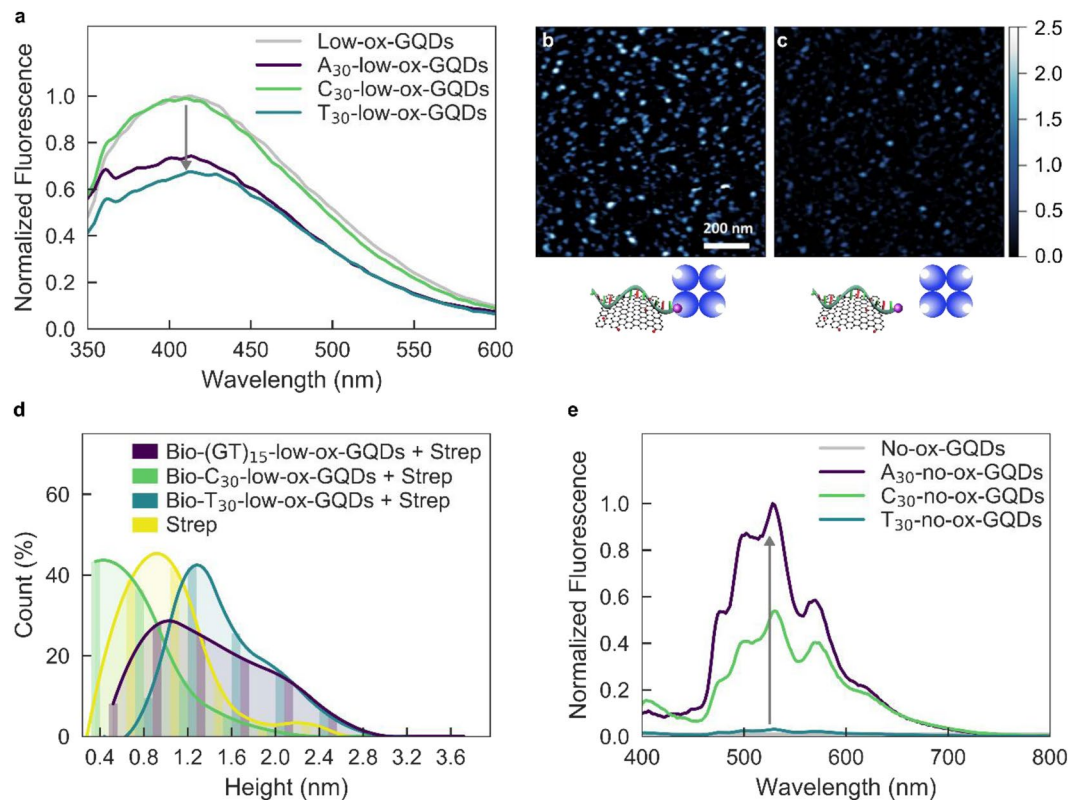 a
Normalized Fluorescence
1.0
0.8
0.6
0.4
0.2
0.0
350
400
450
500
550
600
Wavelength (nm)
Low-ox-GQDs
A₃₀-low-ox-GQDs
C₃₀-low-ox-GQDs
T₃₀-low-ox-GQDs
b
200 nm
c
2.5
2.0
1.5
1.0
0.5
0.0
d
Count (%)
60
40
20
0
0.4
0.8
1.2
1.6
2.0
2.4
2.8
3.2
3.6
Height (nm)
Bio-(GT)₁₅-low-ox-GQDs + Strep
Bio-C₃₀-low-ox-GQDs + Strep
Bio-T₃₀-low-ox-GQDs + Strep
Strep
e
Normalized Fluorescence
1.0
0.8
0.6
0.4
0.2
0.0
400
500
600
700
800
Wavelength (nm)
No-ox-GQDs
A₃₀-no-ox-GQDs
C₃₀-no-ox-GQDs
T₃₀-no-ox-GQDs